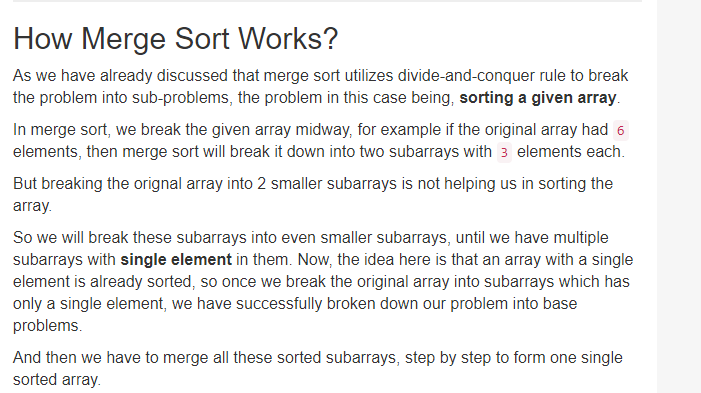 How Merge Sort Works?
As we have already discussed that merge sort utilizes divide-and-conquer rule to break
the problem into sub-problems, the problem in this case being, sorting a given array.
In merge sort, we break the given array midway, for example if the original array had 6
elements, then merge sort will break it down into two subarrays with 3 elements each.
But breaking the orignal array into 2 smaller subarrays is not helping us in sorting the
array.
So we will break these subarrays into even smaller subarrays, until we have multiple
subarrays with single element in them. Now, the idea here is that an array with a single
element is already sorted, so once we break the original array into subarrays which has
only a single element, we have successfully broken down our problem into base
problems.
And then we have to merge all these sorted subarrays, step by step to form one single
sorted array.